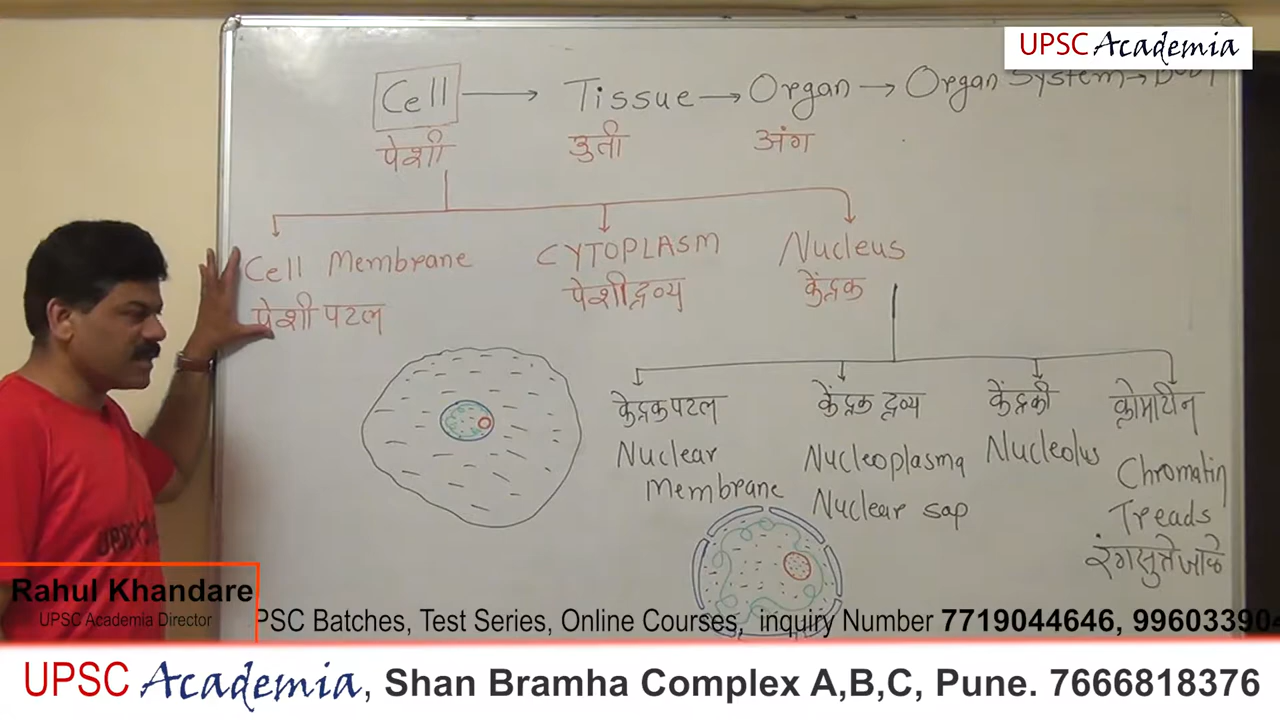 UPSC Academia
Cell → Tissue → Organ → Organ System →
पेशी ऊती अंग
Cell Membrane CYTOPLASM Nucleus
पेशीपटल पेशीद्रव्य केंद्रक
केंद्रकपटल केंद्रक द्रव्य केंद्रकी क्रोमाटीन
Nuclear Membrane Nucleoplasma Nuclear sap Nucleolus Chromatin Treads
रंगसुत्तेजाळे
UPSC
Rahul Khandare
UPSC Academia Director
PSC Batches, Test Series, Online Courses, inquiry Number 7719044646, 99603390
UPSC Academia, Shan Bramha Complex A,B,C, Pune. 7666818376